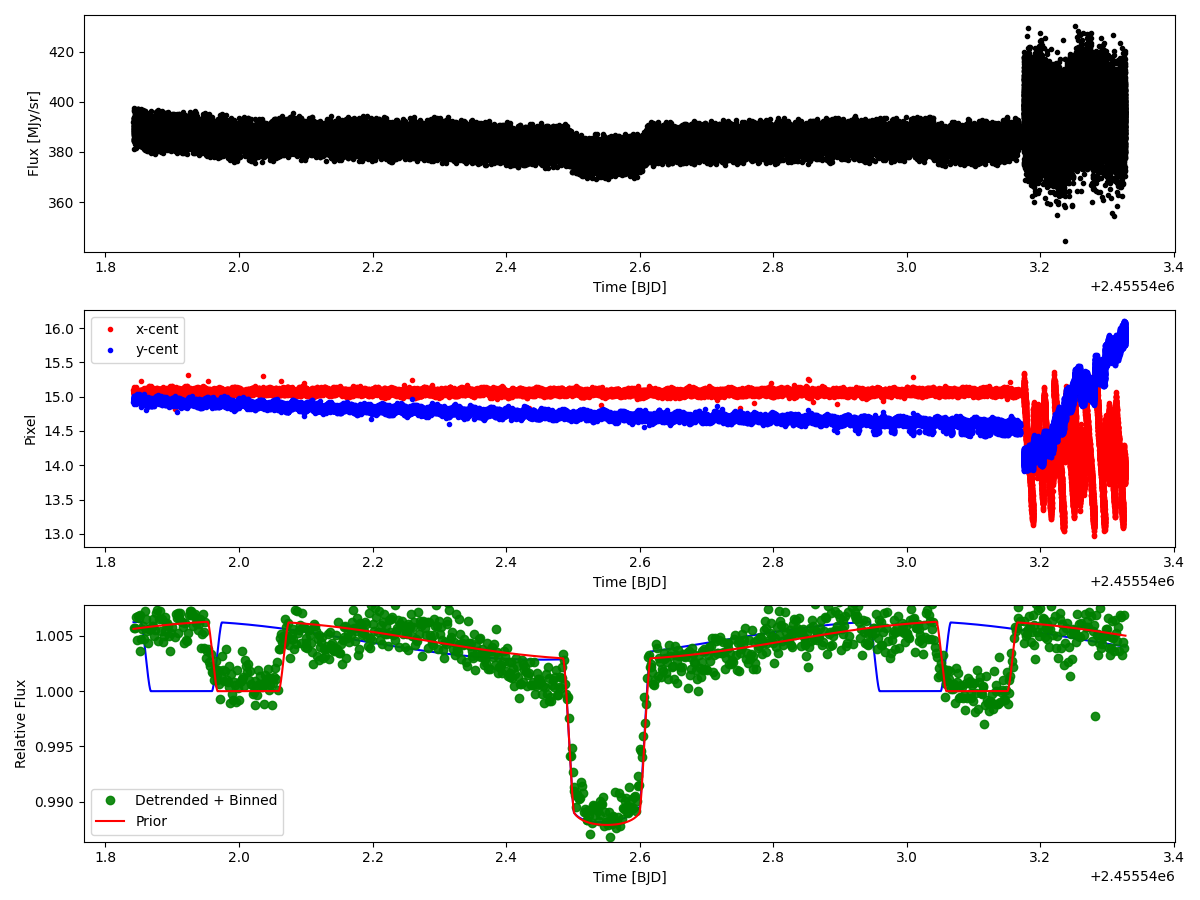 420
400
380
360
Flux [MJy/sr]
1.8 2.0 2.2 2.4 2.6 2.8 3.0 3.2 3.4
Time [BJD]
+2.45554e6
16.0
15.5
15.0
14.5
14.0
13.5
13.0
Pixel
x-cent
y-cent
1.8 2.0 2.2 2.4 2.6 2.8 3.0 3.2 3.4
Time [BJD]
+2.45554e6
1.005
1.000
0.995
0.990
Relative Flux
Detrended + Binned
Prior
1.8 2.0 2.2 2.4 2.6 2.8 3.0 3.2 3.4
Time [BJD]
+2.45554e6